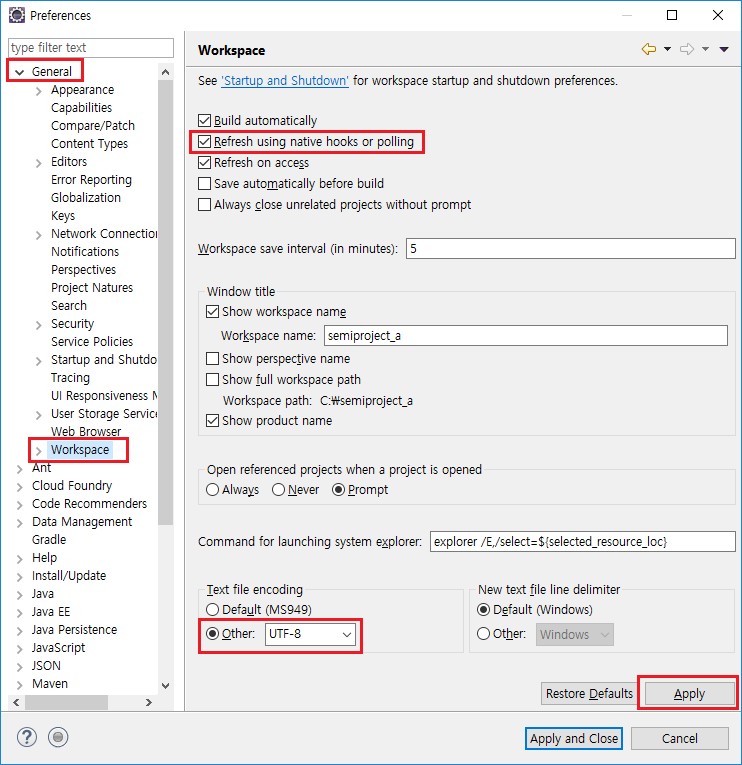 Preferences
type filter text
General
Appearance
Capabilities
Compare/Patch
Content Types
Editors
Error Reporting
Globalization
Keys
Network Connection
Notifications
Perspectives
Project Natures
Search
Security
Service Policies
Startup and Shutdo
Tracing
UI Responsiveness M
User Storage Service
Web Browser
Workspace
Ant
Cloud Foundry
Code Recommenders
Data Management
Gradle
Help
Install/Update
Java
Java EE
Java Persistence
JavaScript
JSON
Maven
Workspace
See 'Startup and Shutdown' for workspace startup and shutdown preferences.
Build automatically
Refresh using native hooks or polling
Refresh on access
Save automatically before build
Always close unrelated projects without prompt
Workspace save interval (in minutes): 5
Window title
Show workspace name
Workspace name: semiproject_a
Show perspective name
Show full workspace path
Workspace path: C:₩semiproject_a
Show product name
Open referenced projects when a project is opened
Always Never Prompt
Command for launching system explorer: explorer /E,/select=${selected_resource_loc}
Text file encoding
Default (MS949)
Other: UTF-8
New text file line delimiter
Default (Windows)
Other: Windows
Restore Defaults Apply
? Apply and Close Cancel